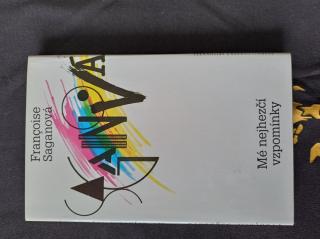 Françoise
Saganová
Mé nejhezčí
vzpomínky